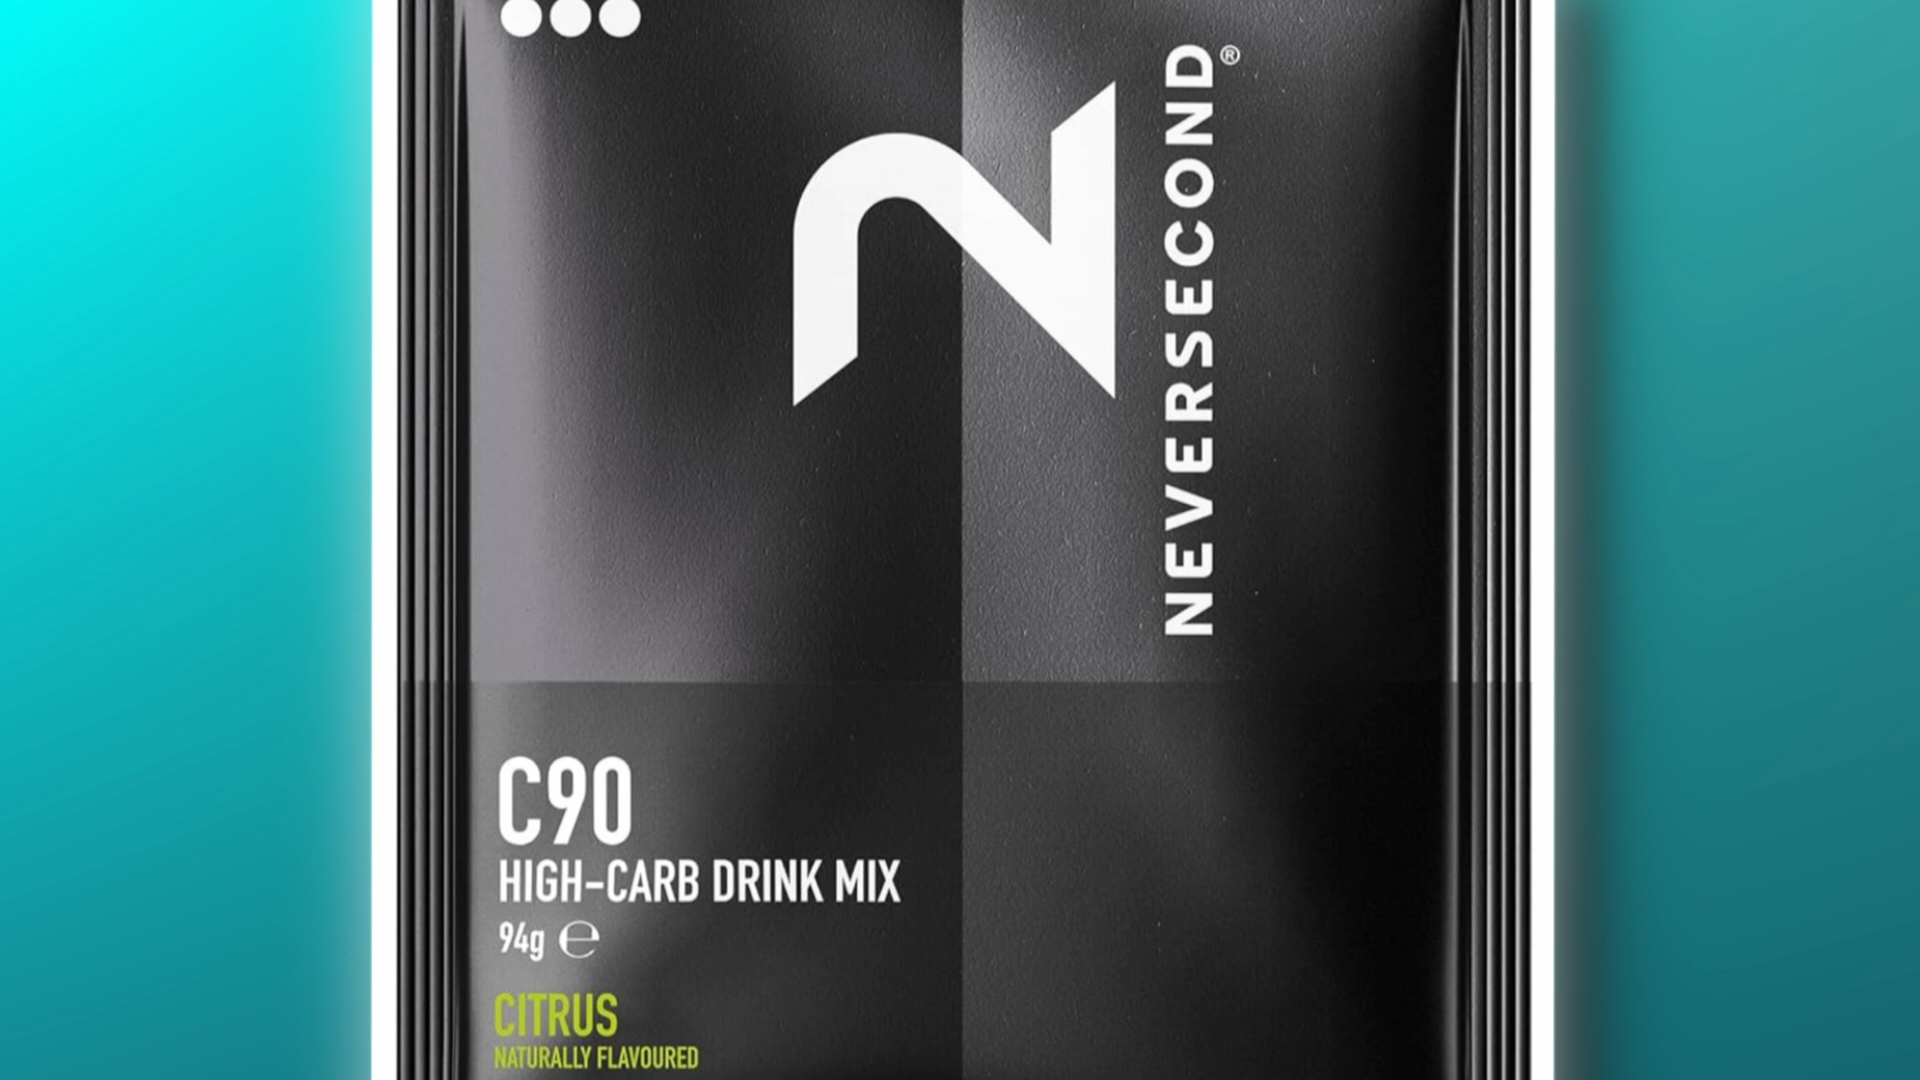 NEVERSECOND®
C90
HIGH-CARB DRINK MIX
94g ℮
CITRUS
NATURALLY FLAVOURED